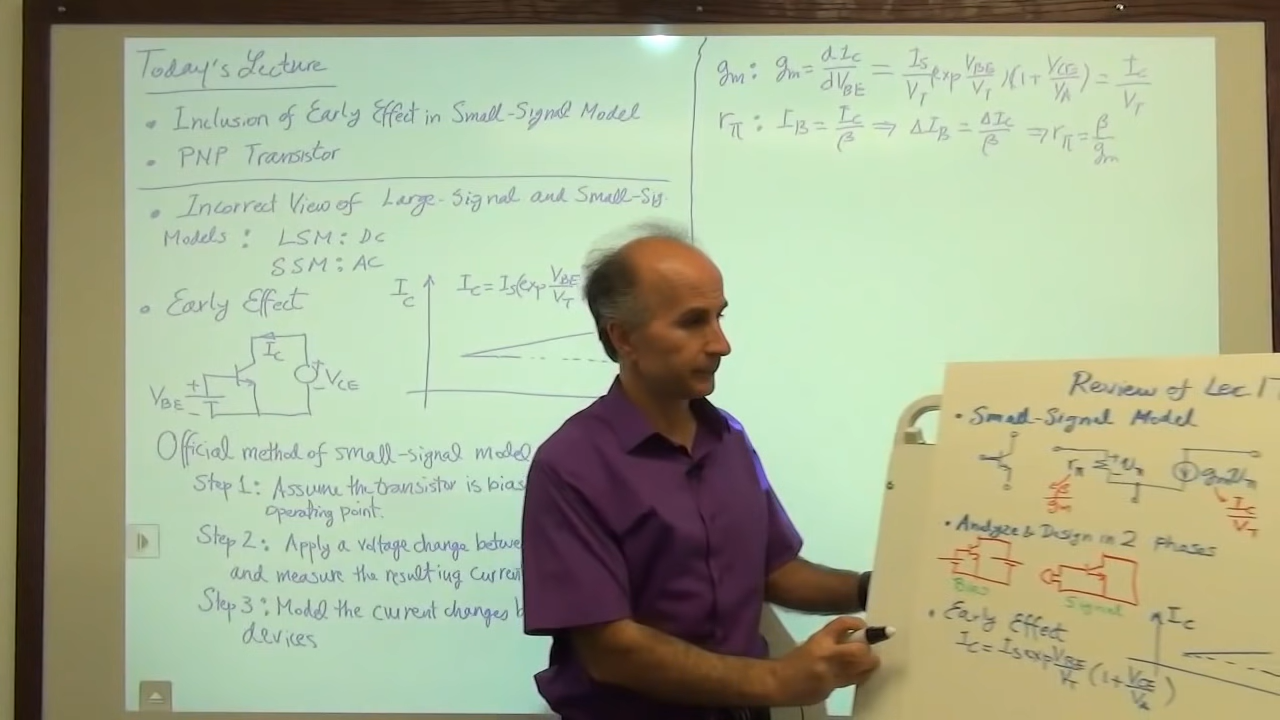 Today's Lecture
• Inclusion of Early Effect in Small-Signal Model
• PNP Transistor
• Incorrect View of Large-Signal and Small-Sig.
Models: LSM: DC
SSM: AC
• Early Effect
I_C
I_C = I_S(exp V_BE/V_T
I_C
V_BE
+
-
+
-
V_CE
Official method of small-signal model
Step 1: Assume the transistor is bias
operating point.
Step 2: Apply a voltage change betwe
and measure the resulting current
Step 3: Model the current changes b
devices
g_m: g_m = dI_C/dV_BE = I_S/V_T (exp V_BE/V_T)(1 + V_CE/V_A) = I_C/V_T
r_π: I_B = I_C/β ⇒ ΔI_B = ΔI_C/β ⇒ r_π = β/g_m
Review of Lec 17
• Small-Signal Model
r_π
+
v_π
-
g_m v_π
β/g_m
I_C/V_T
• Analyze & Design in 2 Phases
Bias
Signal
• Early Effect
I_C
I_C = I_S exp V_BE/V_T (1 + V_CE/V_A)